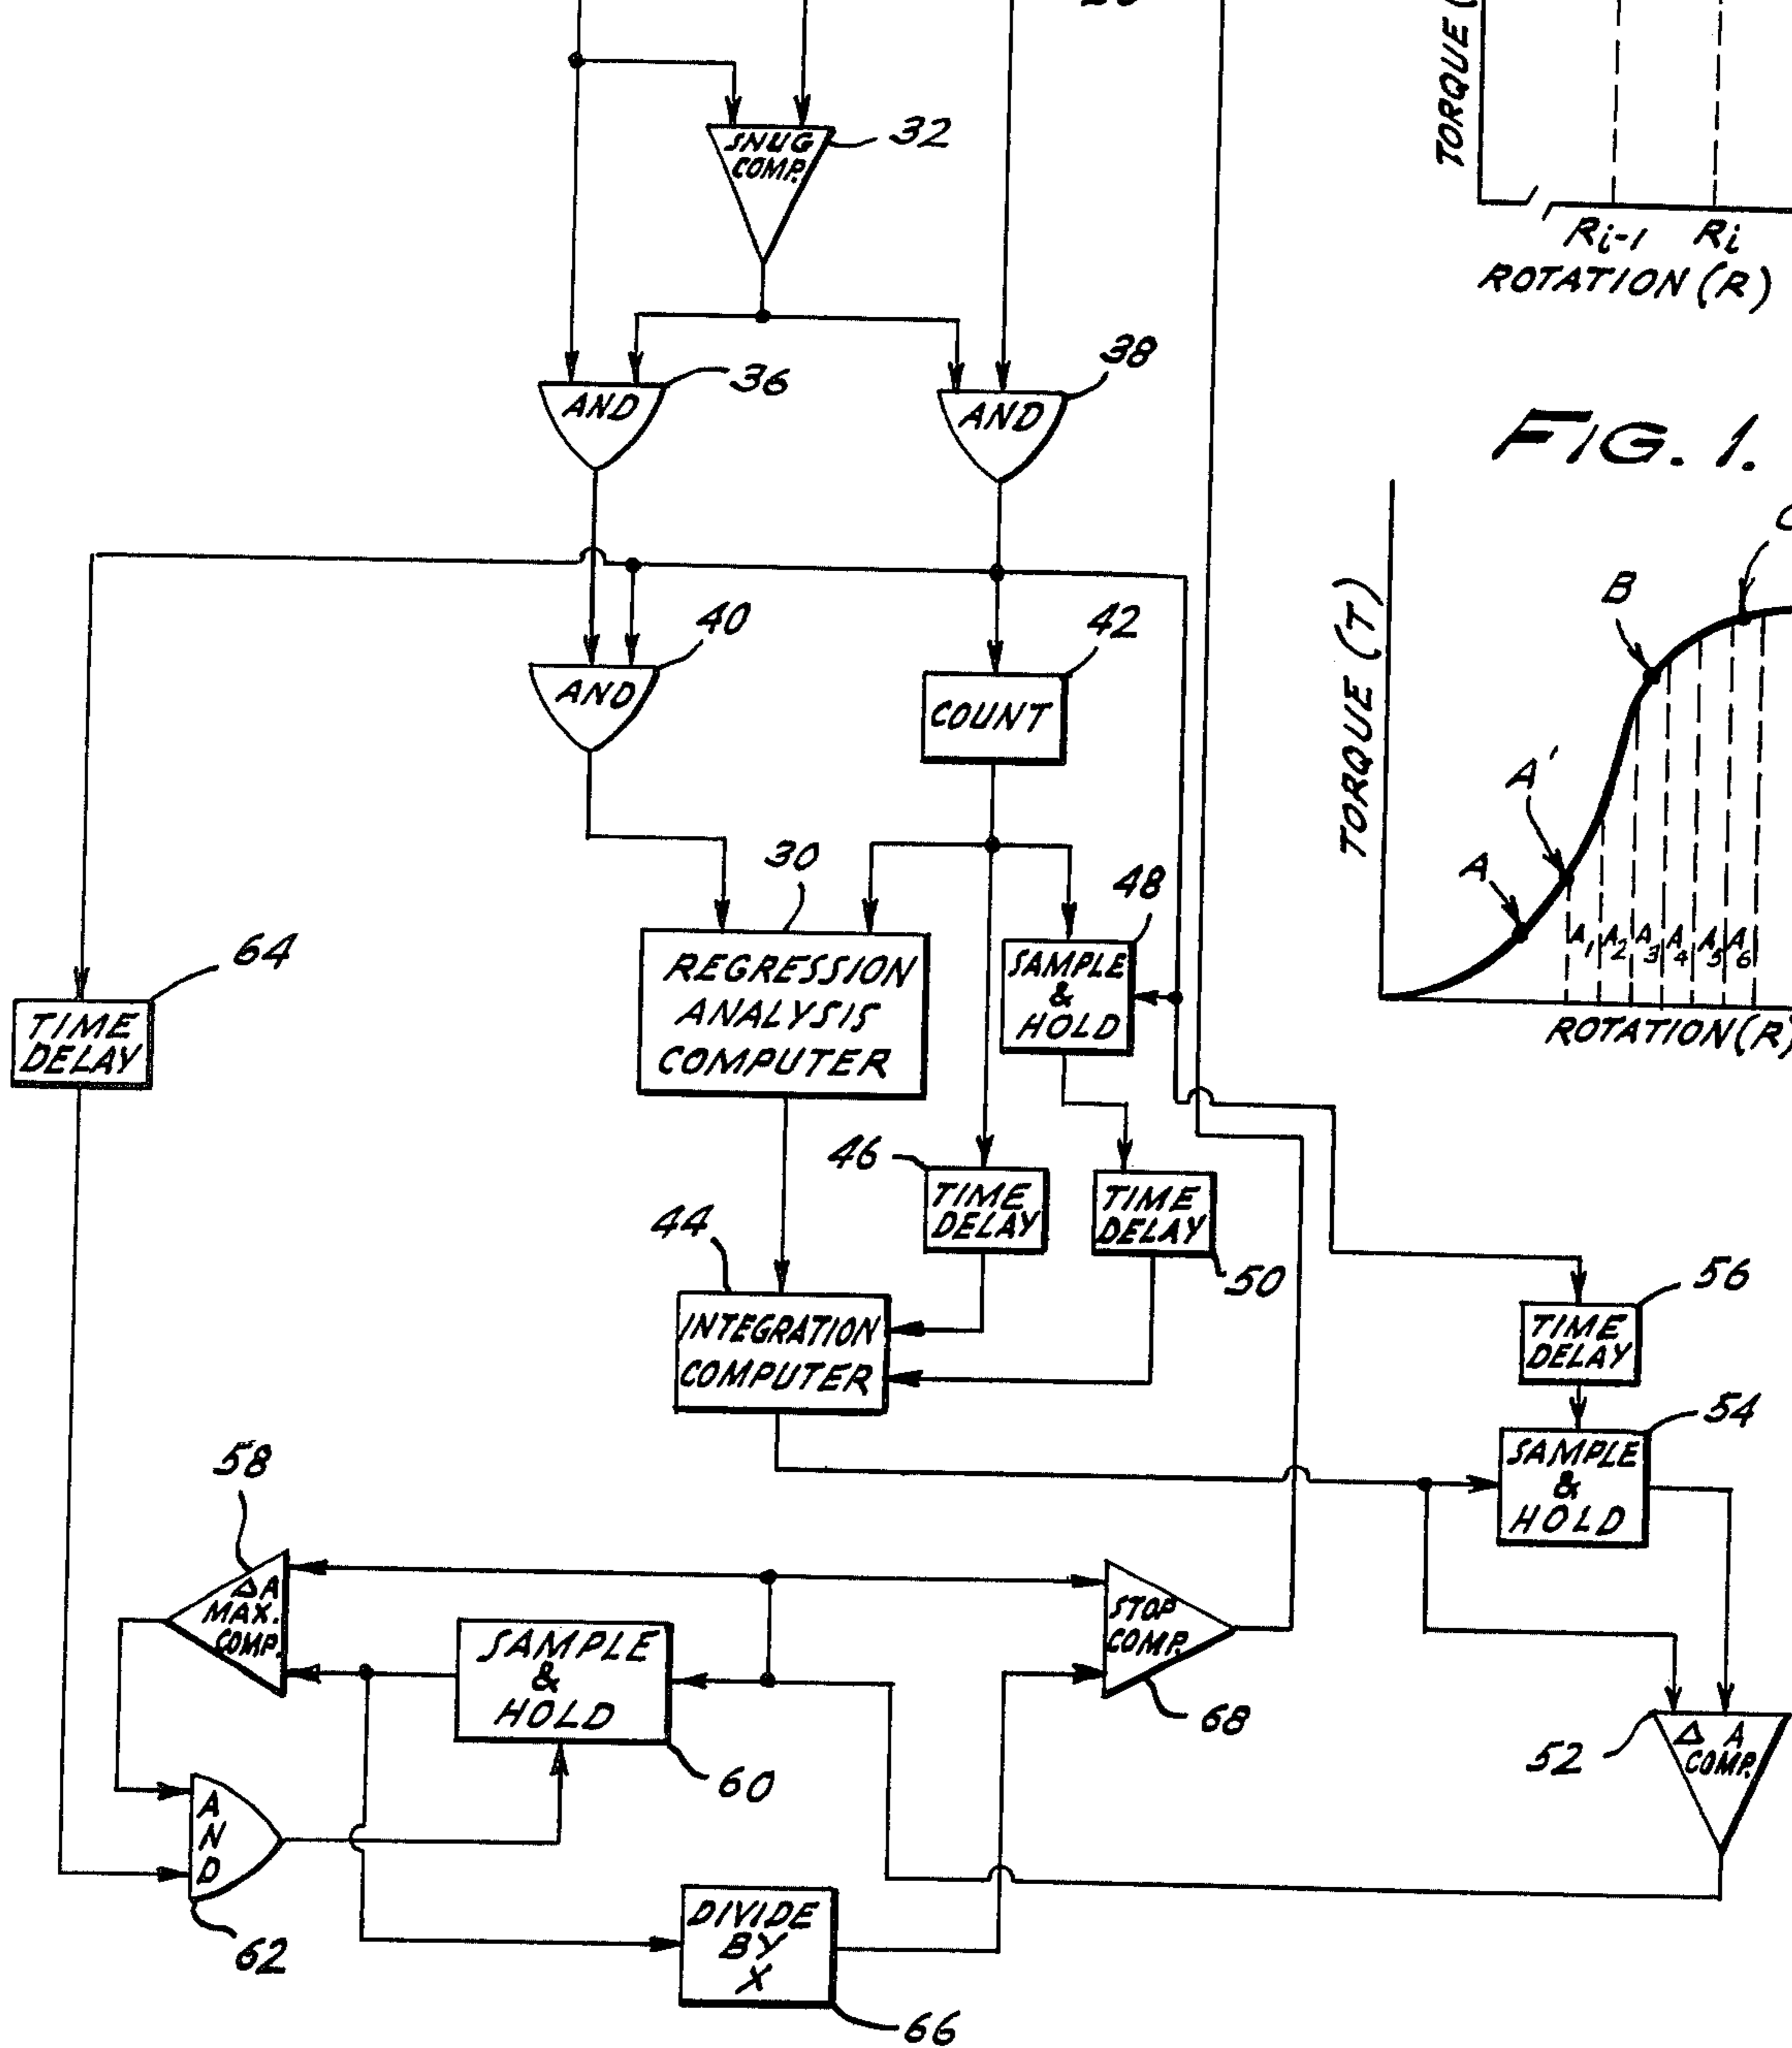 32
SNUG
COMP.
TORQUE (
Ri-1 Ri
ROTATION (R)
36
AND
38
AND
FIG. 1.
40
AND
42
COUNT
TORQUE (T)
B
A'
A
A1 A2 A3 A4 A5 A6
ROTATION (R)
64
TIME
DELAY
30
REGRESSION
ANALYSIS
COMPUTER
48
SAMPLE
&
HOLD
46
TIME
DELAY
TIME
DELAY
50
44
INTEGRATION
COMPUTER
56
TIME
DELAY
54
SAMPLE
&
HOLD
58
Δ A
MAX.
COMP.
SAMPLE
&
HOLD
60
STOP
COMP.
68
52
Δ A
COMP.
AND
62
DIVIDE
BY
X
66